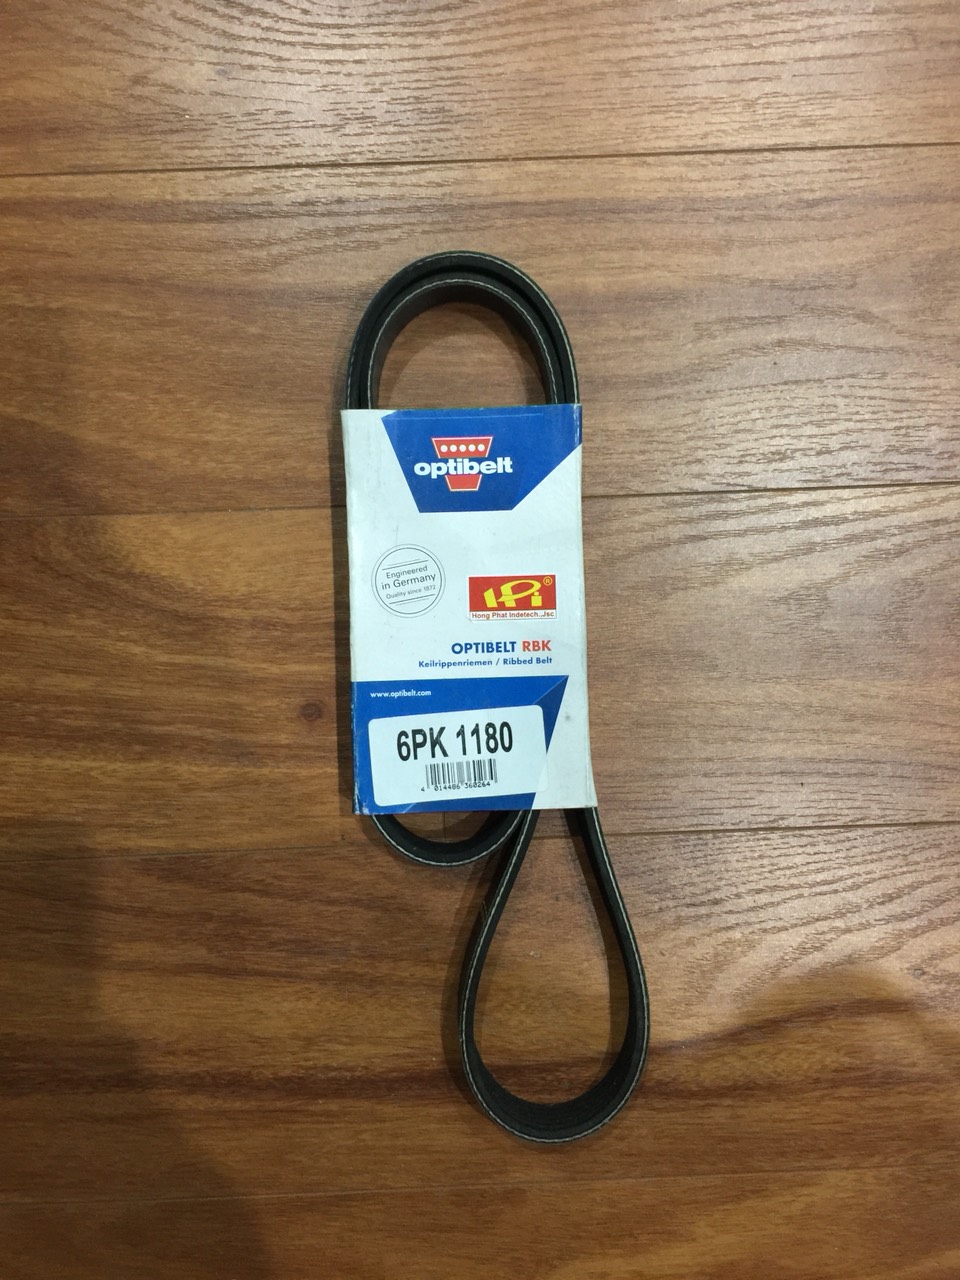 optibelt
Engineered
in Germany
Quality since 1872
HPi®
Hong Phat Indetech.,Jsc
OPTIBELT RBK
Keilrippenriemen / Ribbed Belt
www.optibelt.com
6PK 1180
4 014486 360264